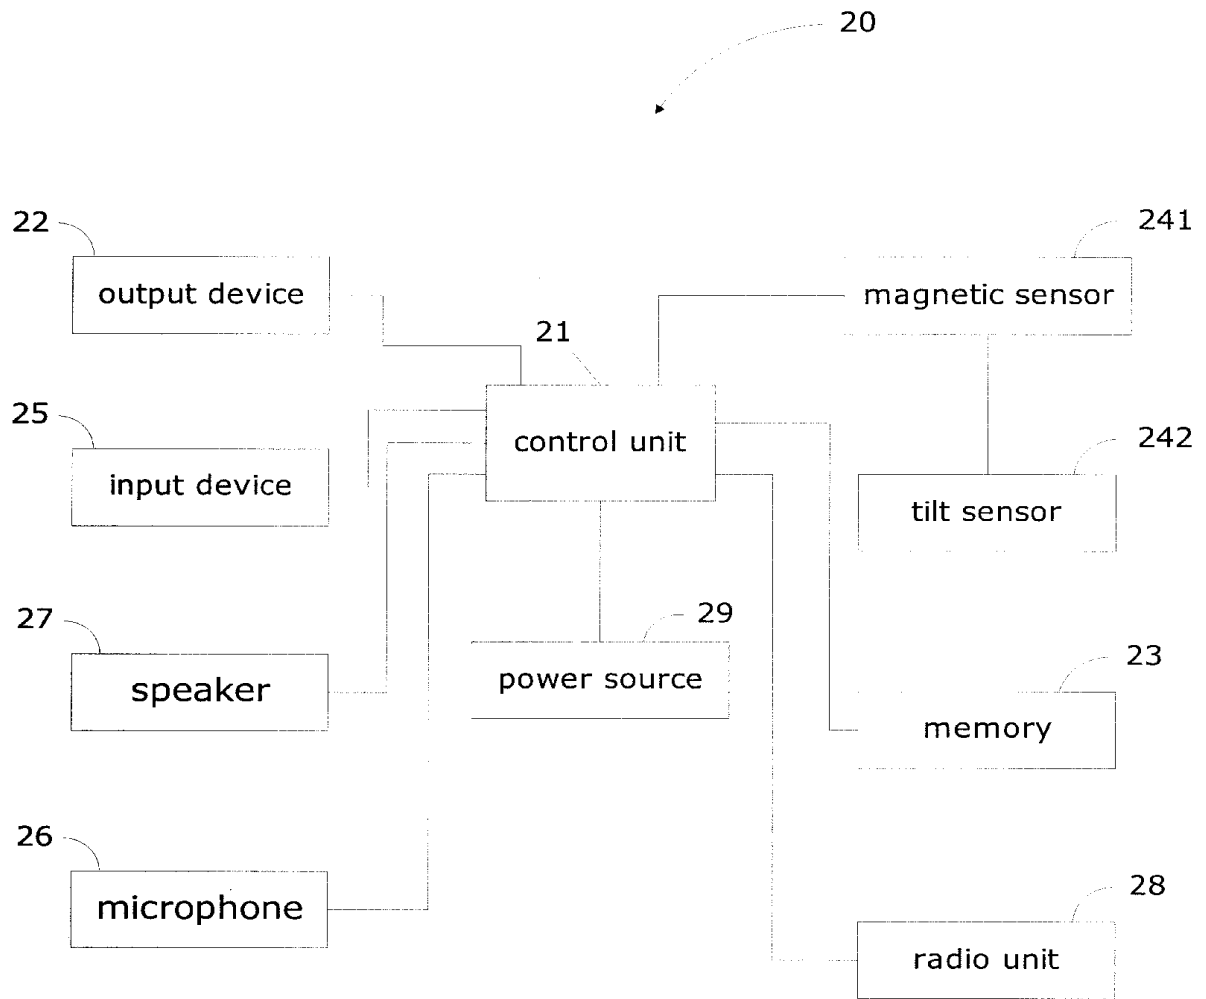 20
22
output device
241
magnetic sensor
21
control unit
25
input device
242
tilt sensor
27
speaker
29
power source
23
memory
26
microphone
28
radio unit